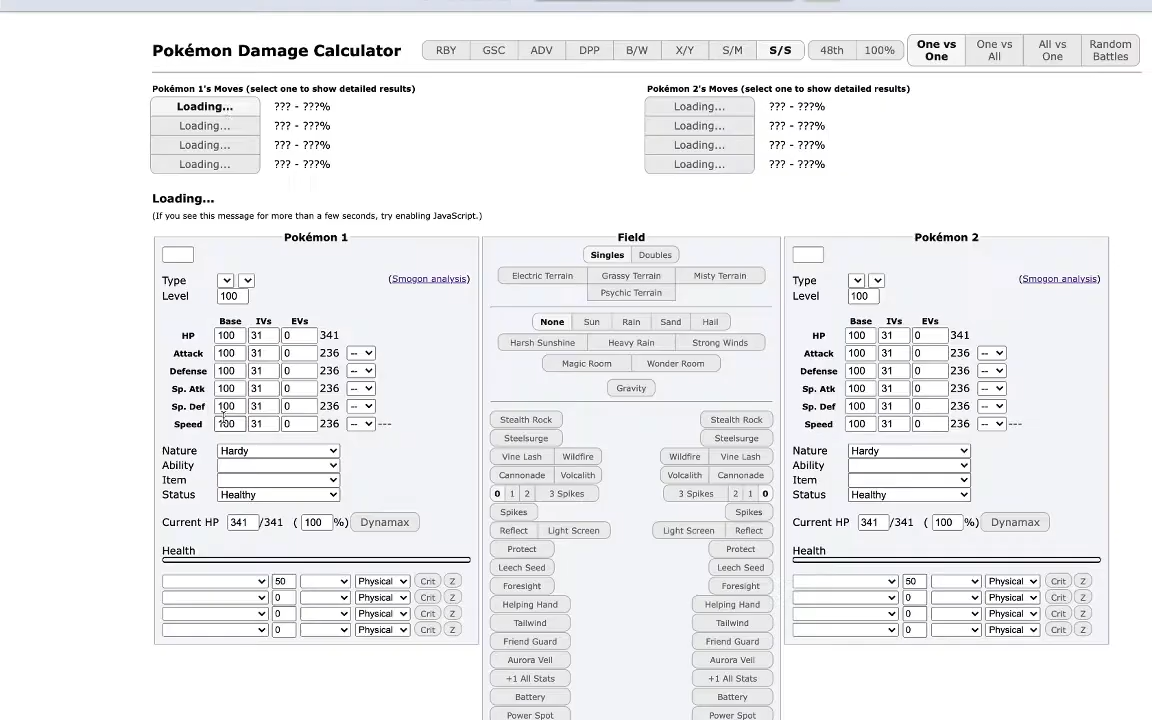 Pokémon Damage Calculator RBY GSC ADV DPP B/W X/Y S/M S/S 48th 100% One vs One One vs All All vs One Random Battles
Pokémon 1's Moves (select one to show detailed results) Pokémon 2's Moves (select one to show detailed results)
Loading... ??? - ???% Loading... ??? - ???%
Loading... ??? - ???% Loading... ??? - ???%
Loading... ??? - ???% Loading... ??? - ???%
Loading... ??? - ???% Loading... ??? - ???%
Loading...
(If you see this message for more than a few seconds, try enabling JavaScript.)
Pokémon 1
Type (Smogon analysis)
Level 100
Base IVs EVs
HP 100 31 0 341
Attack 100 31 0 236 --
Defense 100 31 0 236 --
Sp. Atk 100 31 0 236 --
Sp. Def 100 31 0 236 --
Speed 100 31 0 236 -- ---
Nature Hardy
Ability
Item
Status Healthy
Current HP 341 /341 ( 100 %) Dynamax
Health
50 Physical Crit Z
0 Physical Crit Z
0 Physical Crit Z
0 Physical Crit Z
Field
Singles Doubles
Electric Terrain Grassy Terrain Misty Terrain
Psychic Terrain
None Sun Rain Sand Hail
Harsh Sunshine Heavy Rain Strong Winds
Magic Room Wonder Room
Gravity
Stealth Rock Stealth Rock
Steelsurge Steelsurge
Vine Lash Wildfire Wildfire Vine Lash
Cannonade Volcalith Volcalith Cannonade
0 1 2 3 Spikes 3 Spikes 2 1 0
Spikes Spikes
Reflect Light Screen Light Screen Reflect
Protect Protect
Leech Seed Leech Seed
Foresight Foresight
Helping Hand Helping Hand
Tailwind Tailwind
Friend Guard Friend Guard
Aurora Veil Aurora Veil
+1 All Stats +1 All Stats
Battery Battery
Power Spot Power Spot
Pokémon 2
Type (Smogon analysis)
Level 100
Base IVs EVs
HP 100 31 0 341
Attack 100 31 0 236 --
Defense 100 31 0 236 --
Sp. Atk 100 31 0 236 --
Sp. Def 100 31 0 236 --
Speed 100 31 0 236 -- ---
Nature Hardy
Ability
Item
Status Healthy
Current HP 341 /341 ( 100 %) Dynamax
Health
50 Physical Crit Z
0 Physical Crit Z
0 Physical Crit Z
0 Physical Crit Z